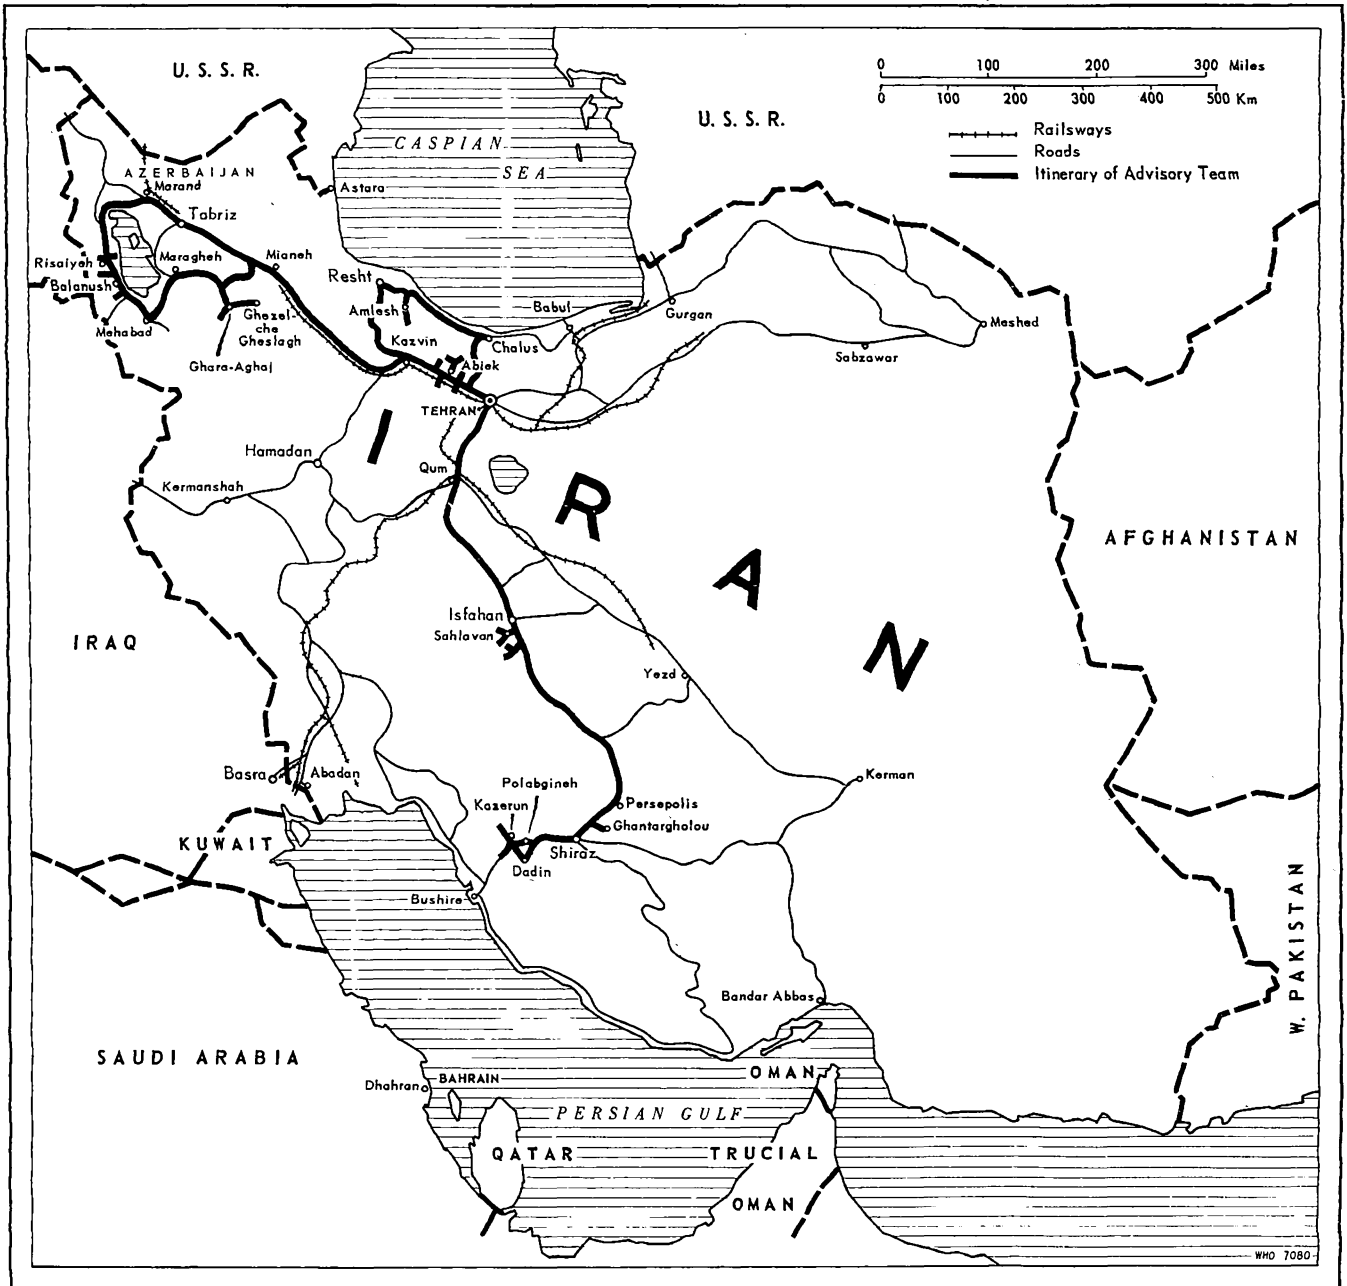 U. S. S. R.
0 100 200 300 Miles
0 100 200 300 400 500 Km
CASPIAN
SEA
U. S. S. R.
Railsways
Roads
Itinerary of Advisory Team
AZERBAIJAN
Marand
Astara
Tabriz
Risaiyeh
Maragheh
Mianeh
Balanush
Resht
Mehabad
Ghezel-
che
Gheslagh
Amlesh
Babul
Gurgan
Meshed
Kazvin
Chalus
Sabzawar
Ghara-Aghaj
Ablek
TEHRAN
I
R
A
N
Hamadan
Qum
Kermanshah
AFGHANISTAN
IRAQ
Isfahan
Sahlavan
Yezd
Basra
Abadan
Polabgineh
Kerman
Kazerun
Persepolis
Ghantargholou
KUWAIT
Shiraz
Dadin
Bushire
W. PAKISTAN
Bandar Abbas
SAUDI ARABIA
OMAN
Dhahran
BAHRAIN
PERSIAN GULF
QATAR
TRUCIAL
OMAN
WHO 7080